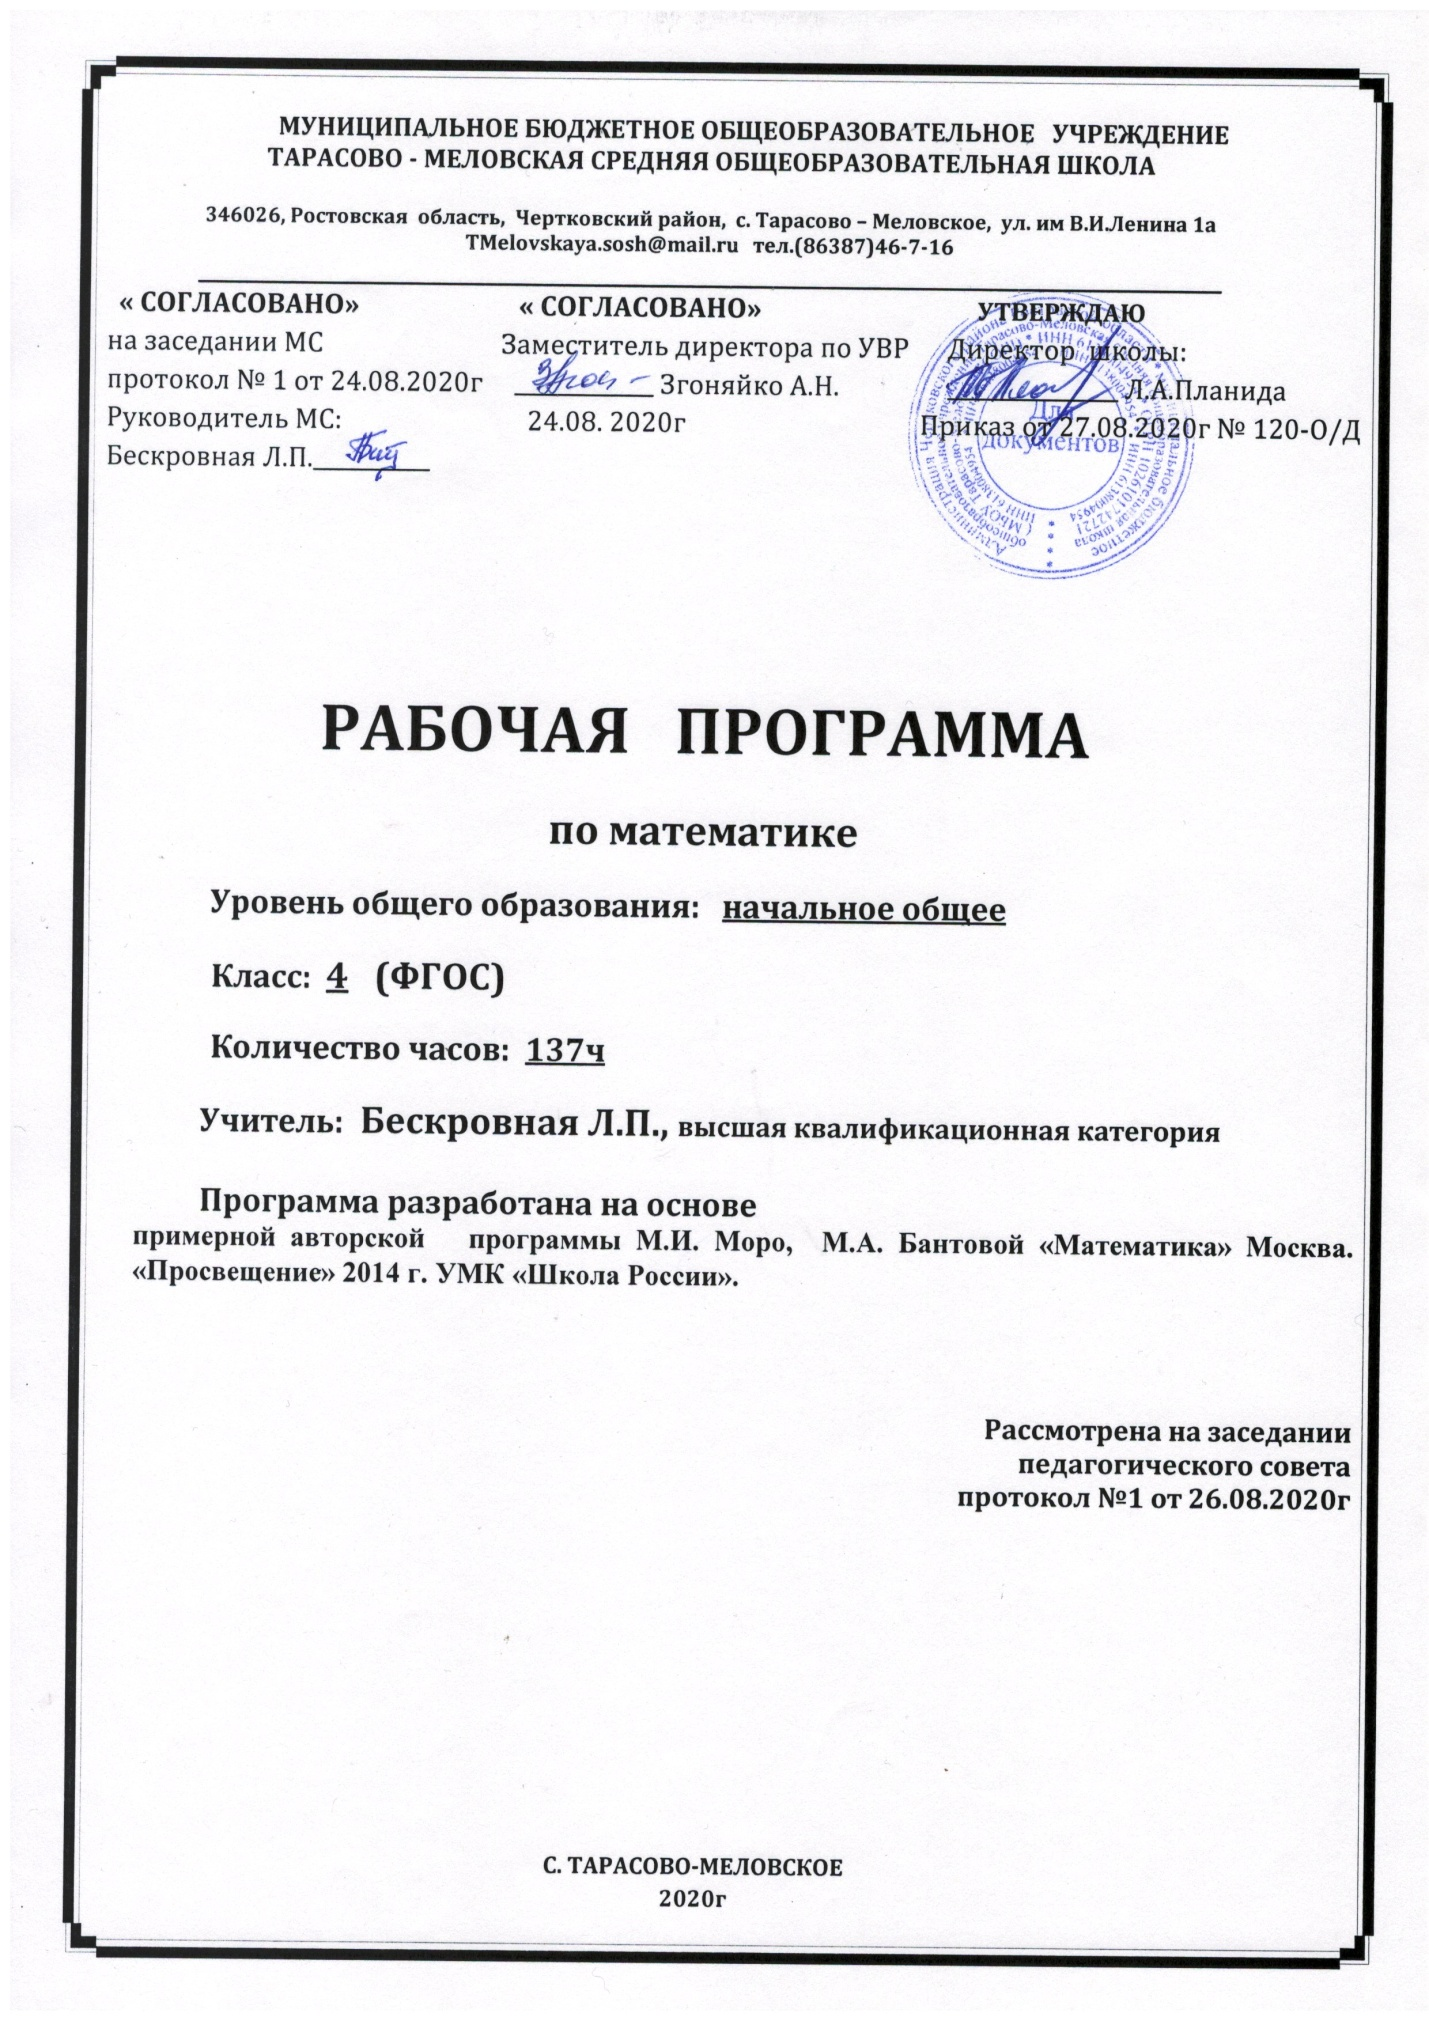 МУНИЦИПАЛЬНОЕ БЮДЖЕТНОЕ ОБЩЕОБРАЗОВАТЕЛЬНОЕ УЧРЕЖДЕНИЕ
ТАРАСОВО - МЕЛОВСКАЯ СРЕДНЯЯ ОБЩЕОБРАЗОВАТЕЛЬНАЯ ШКОЛА
346026, Ростовская область, Чертковский район, с. Тарасово – Меловское, ул. им В.И.Ленина 1а
TMelovskaya.sosh@mail.ru тел.(86387)46-7-16
« СОГЛАСОВАНО»
на заседании МС
протокол № 1 от 24.08.2020г
Руководитель МС:
Бескровная Л.П.
« СОГЛАСОВАНО»
Заместитель директора по УВР
Згоняйко А.Н.
24.08. 2020г
УТВЕРЖДАЮ
Директор школы:
Л.А.Планида
Приказ от 27.08.2020г № 120-О/Д
Для
документов
РАБОЧАЯ ПРОГРАММА
по математике
Уровень общего образования: начальное общее
Класс: 4 (ФГОС)
Количество часов: 137ч
Учитель: Бескровная Л.П., высшая квалификационная категория
Программа разработана на основе
примерной авторской программы М.И. Моро, М.А. Бантовой «Математика» Москва.
«Просвещение» 2014 г. УМК «Школа России».
Рассмотрена на заседании
педагогического совета
протокол №1 от 26.08.2020г
С. ТАРАСОВО-МЕЛОВСКОЕ
2020г